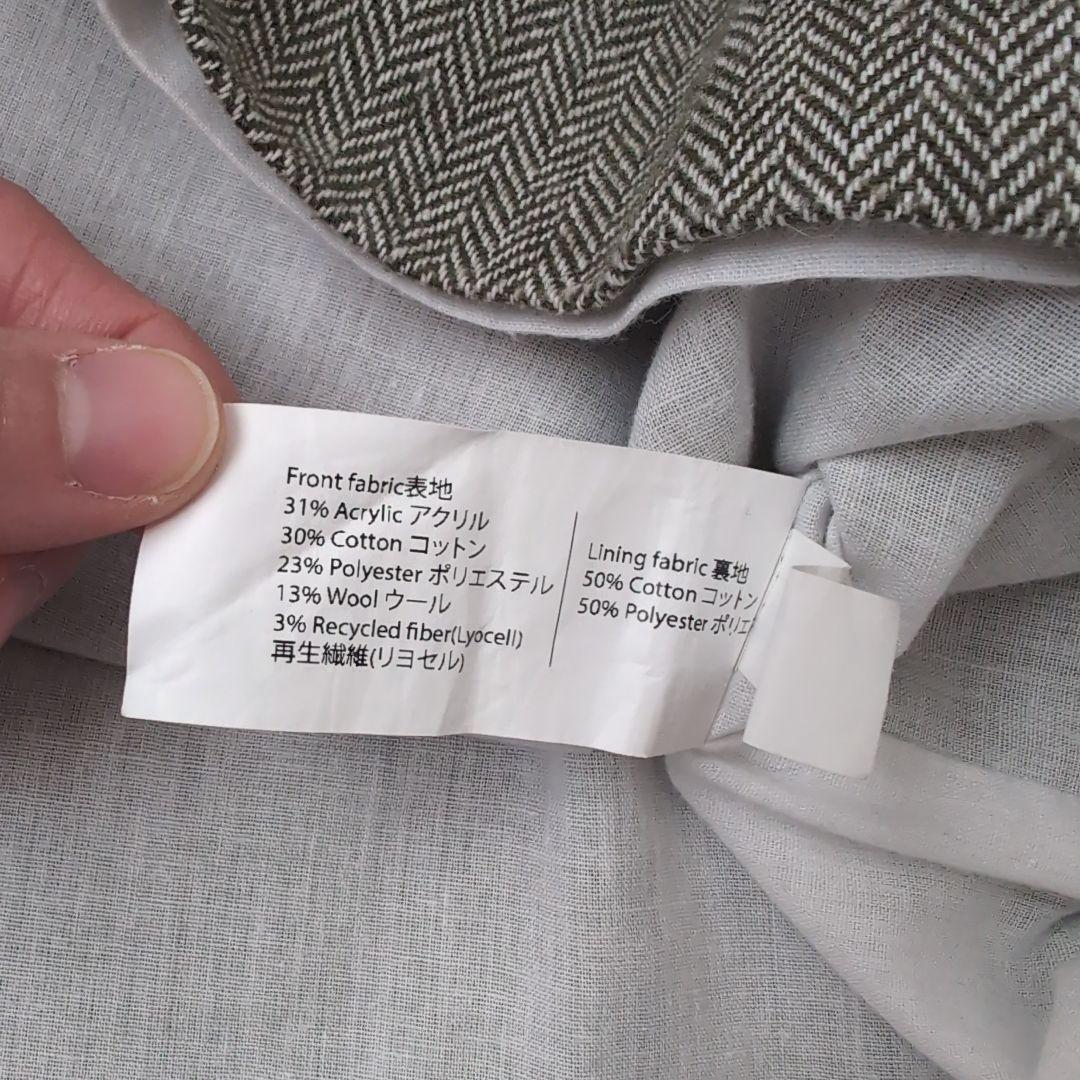 Front fabric表地
31% Acrylic アクリル
30% Cotton コットン
23% Polyester ポリエステル
13% Wool ウール
3% Recycled fiber(Lyocell)
再生繊維(リヨセル)
Lining fabric 裏地
50% Cotton コットン
50% Polyester ポリエ